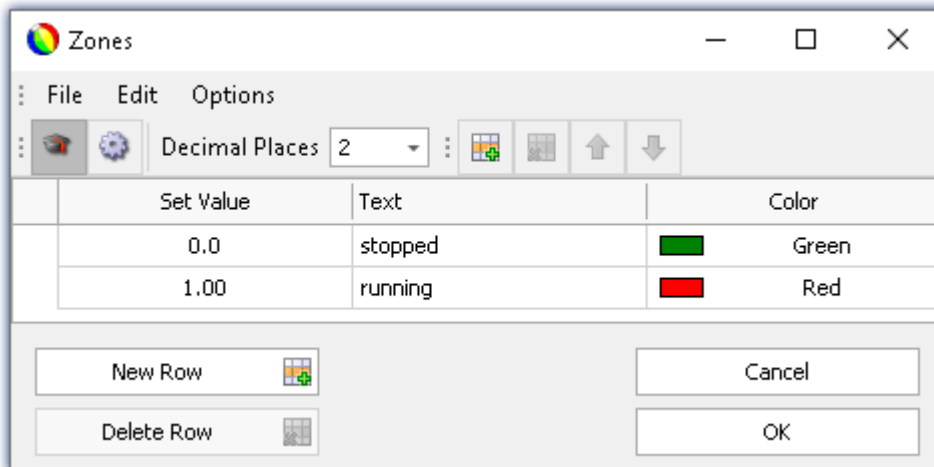 Zones
File Edit Options
Decimal Places 2
Set Value Text Color
0.0 stopped Green
1.00 running Red
New Row Cancel
Delete Row OK